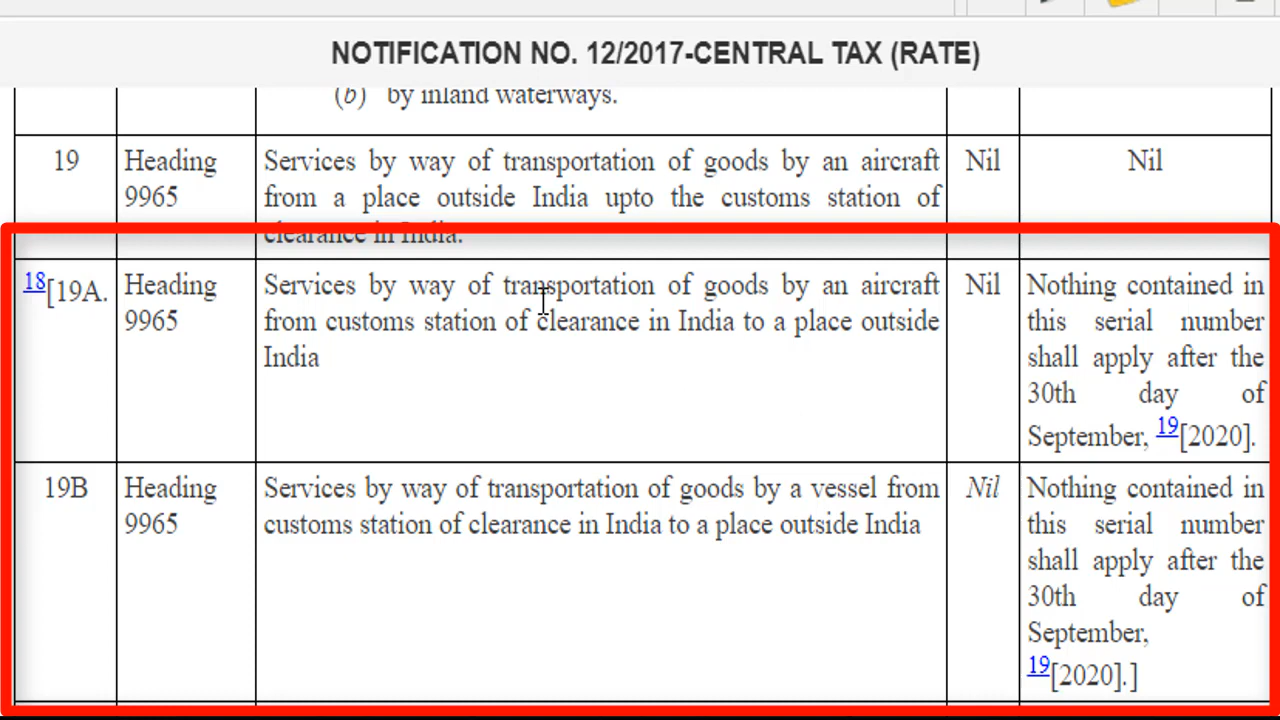 NOTIFICATION NO. 12/2017-CENTRAL TAX (RATE)
(b) by inland waterways.
19
Heading
9965
Services by way of transportation of goods by an aircraft
from a place outside India upto the customs station of
clearance in India.
Nil
Nil
18[19A.
Heading
9965
Services by way of transportation of goods by an aircraft
from customs station of clearance in India to a place outside
India
Nil
Nothing contained in
this serial number
shall apply after the
30th day of
September, 19[2020].
19B
Heading
9965
Services by way of transportation of goods by a vessel from
customs station of clearance in India to a place outside India
Nil
Nothing contained in
this serial number
shall apply after the
30th day of
September,
19[2020].]